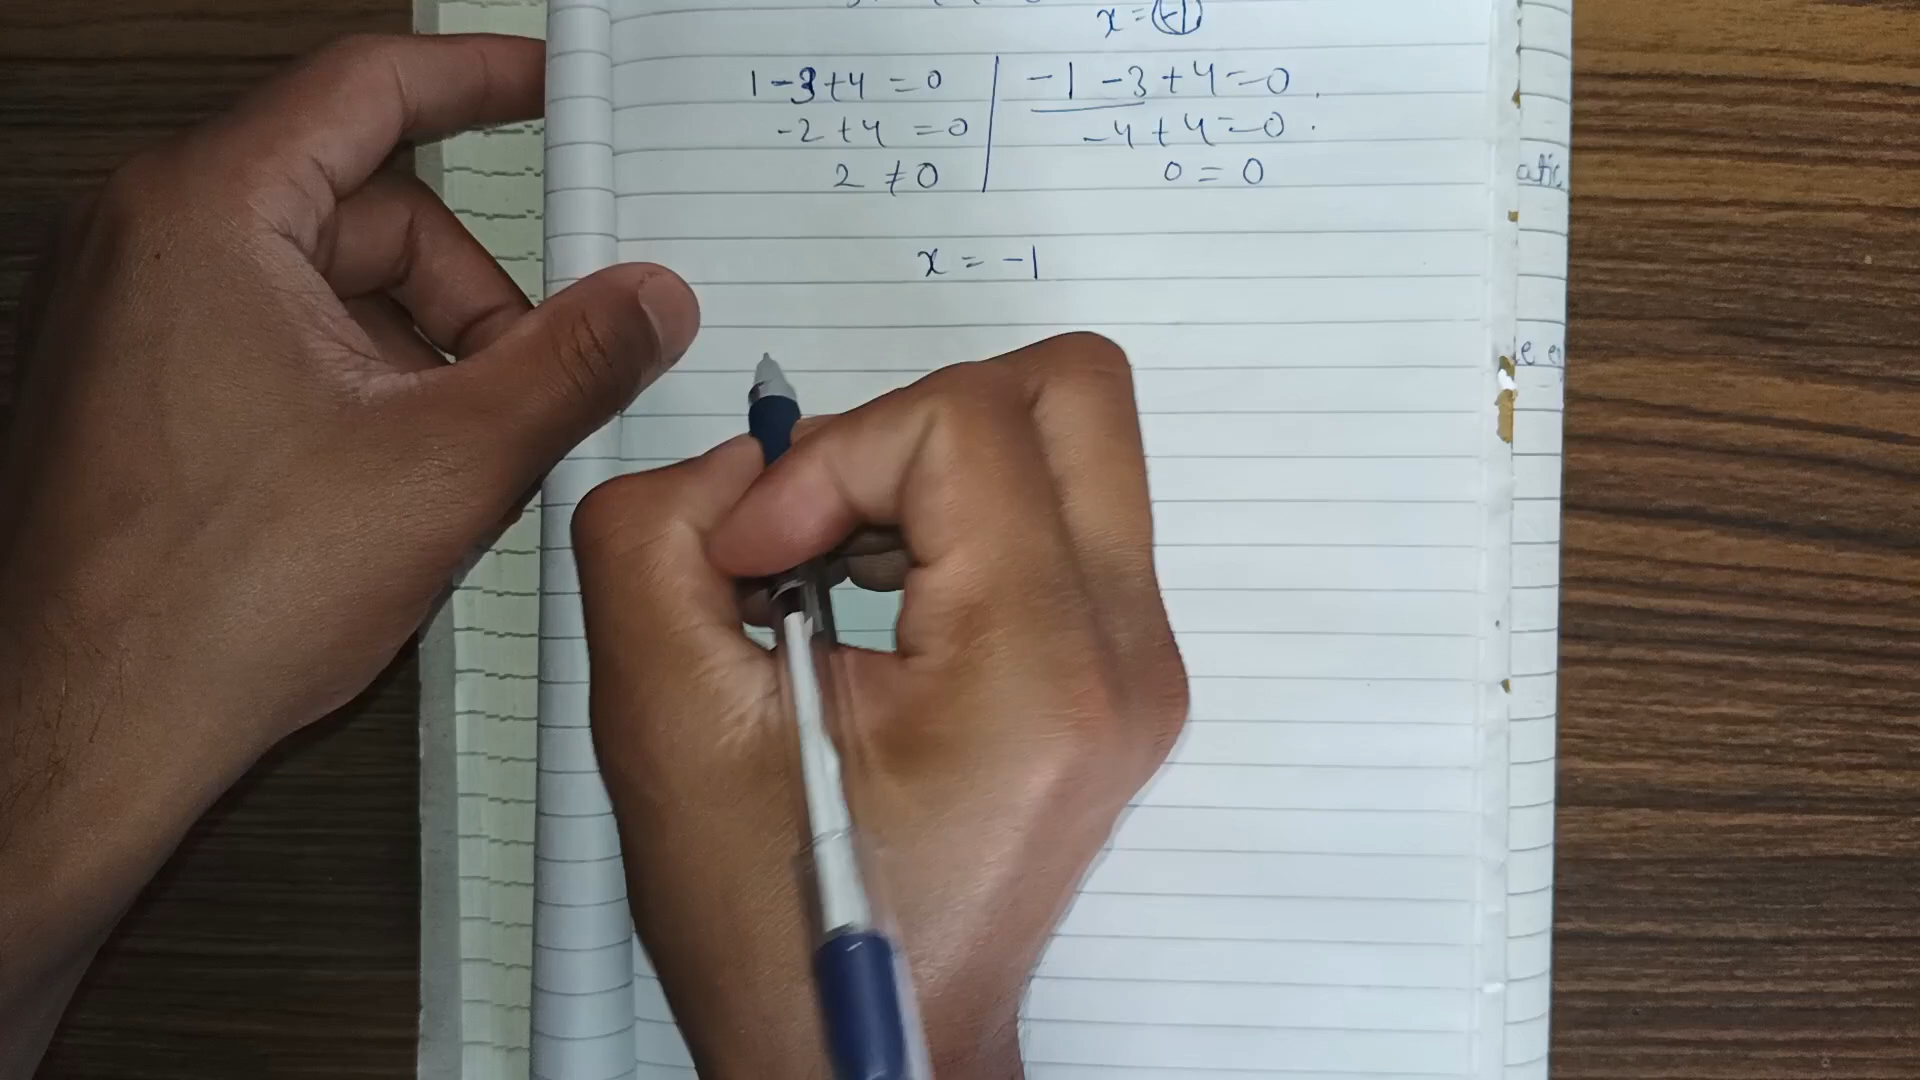 x = -1
1 -3 +4 = 0
-2 +4 = 0
2 ≠ 0
-1 -3 +4 = 0 .
-4 + 4 = 0 .
0 = 0
x = -1